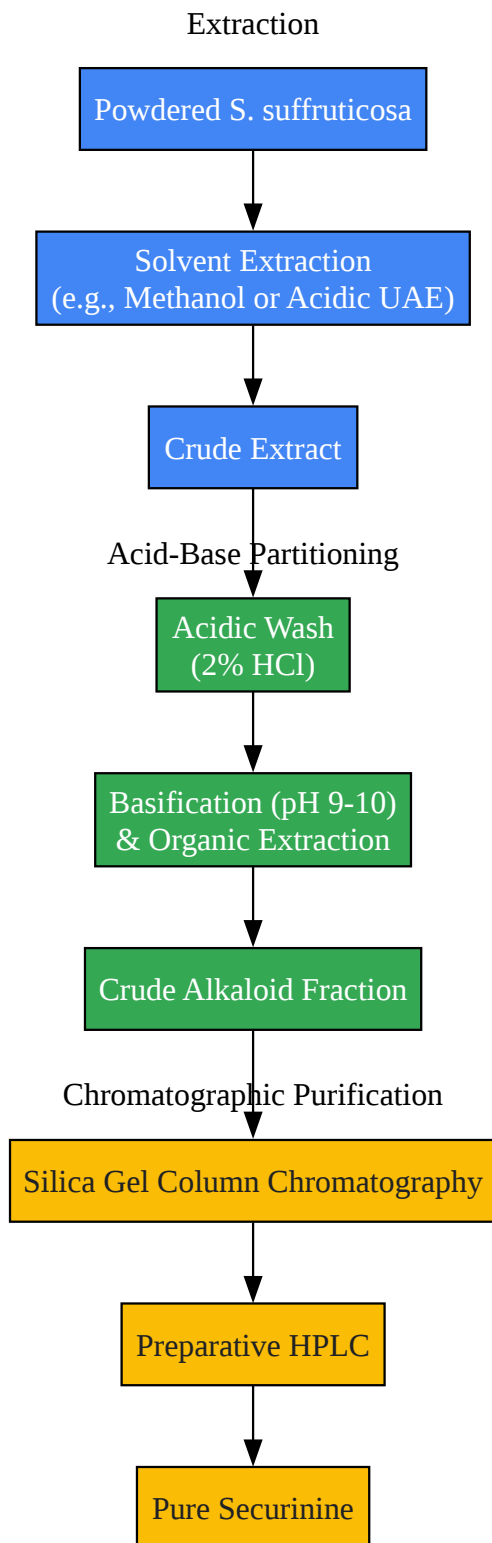 Extraction
Powdered S. suffruticosa
Solvent Extraction
(e.g., Methanol or Acidic UAE)
Crude Extract
Acid-Base Partitioning
Acidic Wash
(2% HCl)
Basification (pH 9-10)
& Organic Extraction
Crude Alkaloid Fraction
Chromatographic Purification
Silica Gel Column Chromatography
Preparative HPLC
Pure Securinine